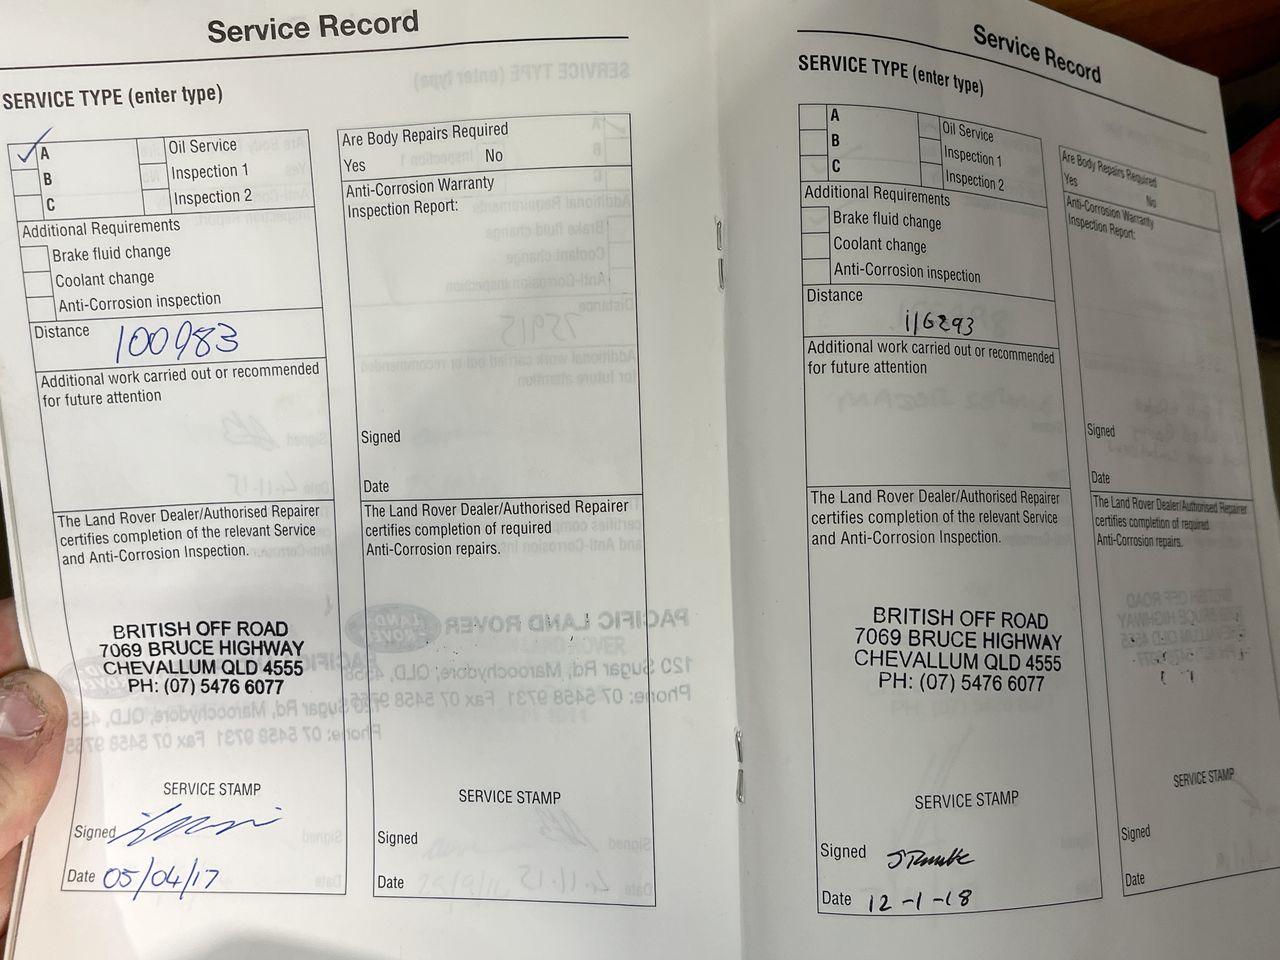 Service Record
SERVICE TYPE (enter type)
A
B
C
Oil Service
Inspection 1
Inspection 2
Additional Requirements
Brake fluid change
Coolant change
Anti-Corrosion inspection
Distance
100983
Additional work carried out or recommended
for future attention
The Land Rover Dealer/Authorised Repairer
certifies completion of the relevant Service
and Anti-Corrosion Inspection.
BRITISH OFF ROAD
7069 BRUCE HIGHWAY
CHEVALLUM QLD 4555
PH: (07) 5476 6077
SERVICE STAMP
Signed
Date 05/04/17
Are Body Repairs Required
Yes No
Anti-Corrosion Warranty
Inspection Report:
Signed
Date
The Land Rover Dealer/Authorised Repairer
certifies completion of required
Anti-Corrosion repairs.
SERVICE STAMP
Signed
Date
Service Record
SERVICE TYPE (enter type)
A
B
C
Oil Service
Inspection 1
Inspection 2
Additional Requirements
Brake fluid change
Coolant change
Anti-Corrosion inspection
Distance
116293
Additional work carried out or recommended
for future attention
The Land Rover Dealer/Authorised Repairer
certifies completion of the relevant Service
and Anti-Corrosion Inspection.
BRITISH OFF ROAD
7069 BRUCE HIGHWAY
CHEVALLUM QLD 4555
PH: (07) 5476 6077
SERVICE STAMP
Signed
Date 12-1-18
Are Body Repairs Required
Yes No
Anti-Corrosion Warranty
Inspection Report:
Signed
Date
The Land Rover Dealer/Authorised Repairer
certifies completion of required
Anti-Corrosion repairs.
SERVICE STAMP
Signed
Date